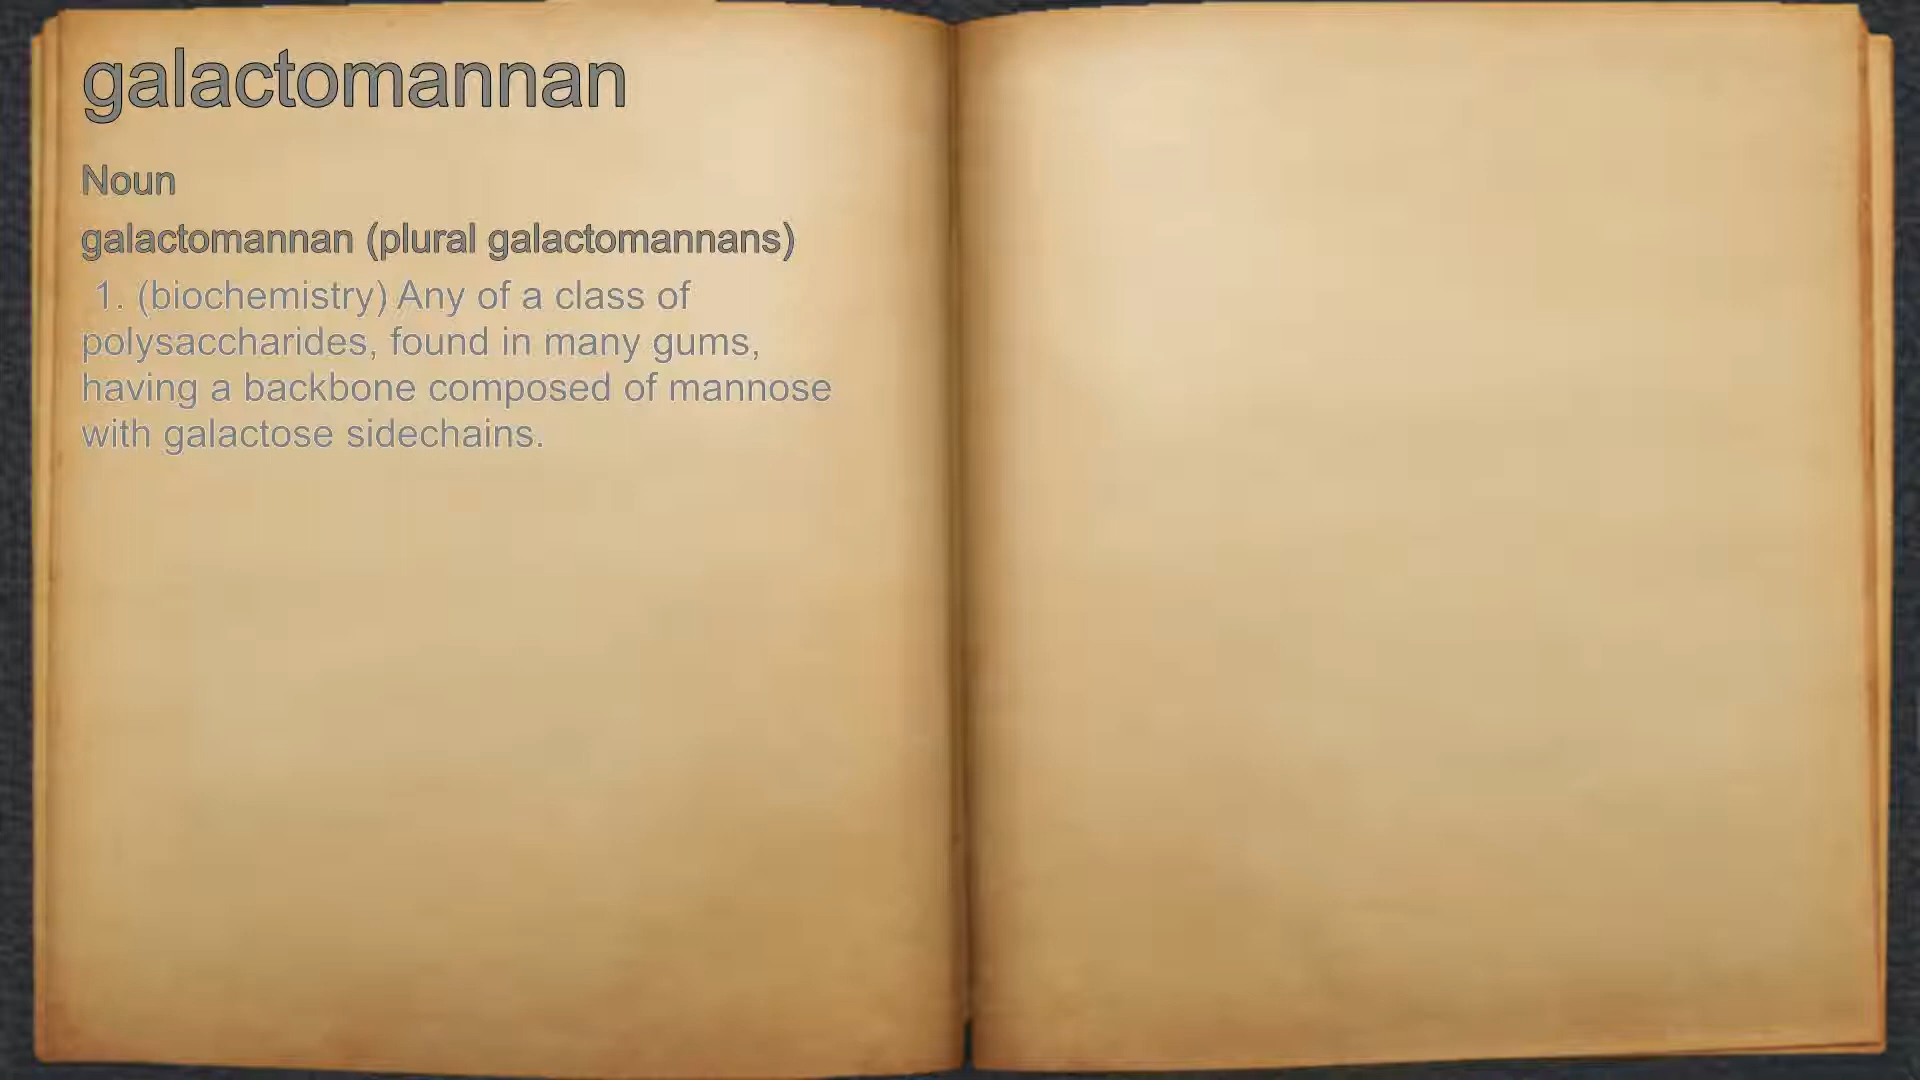 galactomannan
Noun
galactomannan (plural galactomannans)
1. (biochemistry) Any of a class of
polysaccharides, found in many gums,
having a backbone composed of mannose
with galactose sidechains.